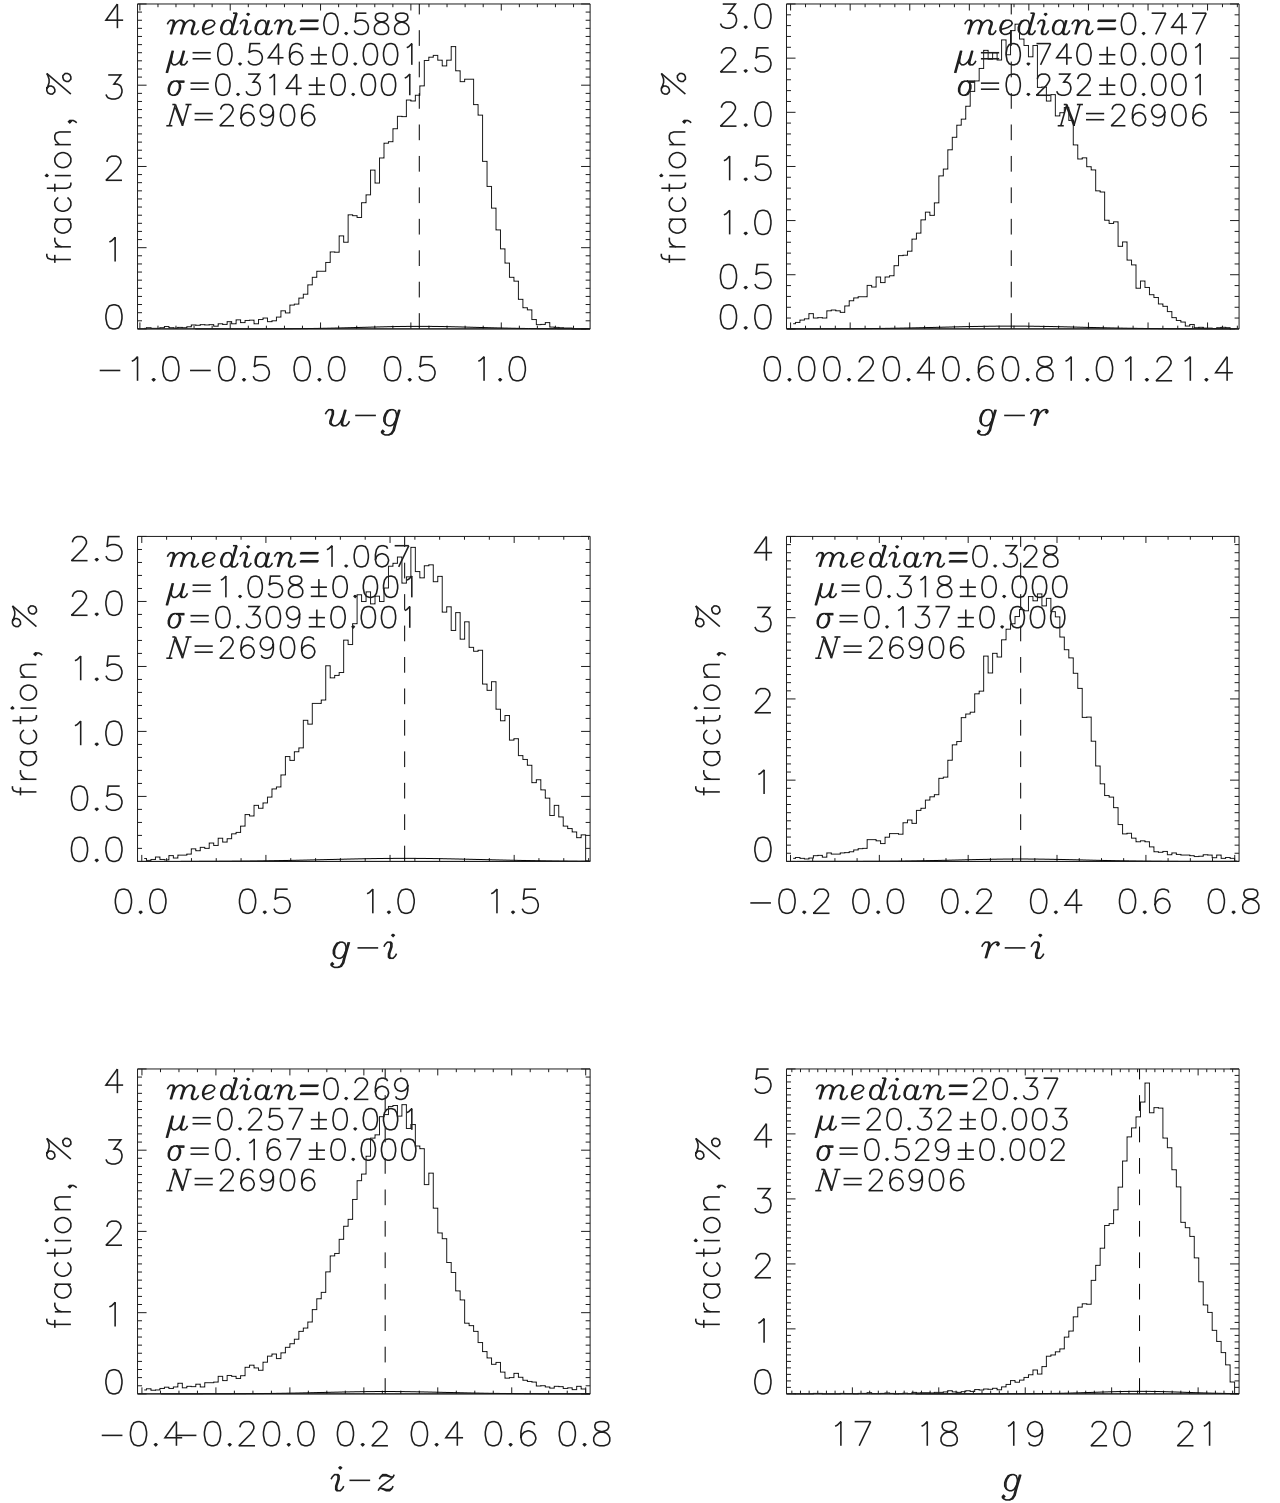 median=0.588
μ=0.546±0.001
σ=0.314±0.001
N=26906
fraction, %
4
3
2
1
0
−1.0 −0.5 0.0 0.5 1.0
u−g
median=0.747
μ=0.740±0.001
σ=0.232±0.001
N=26906
fraction, %
3.0
2.5
2.0
1.5
1.0
0.5
0.0
0.0 0.2 0.4 0.6 0.8 1.0 1.2 1.4
g−r
median=1.067
μ=1.058±0.001
σ=0.309±0.001
N=26906
fraction, %
2.5
2.0
1.5
1.0
0.5
0.0
0.0 0.5 1.0 1.5
g−i
median=0.328
μ=0.318±0.000
σ=0.137±0.000
N=26906
fraction, %
4
3
2
1
0
−0.2 0.0 0.2 0.4 0.6 0.8
r−i
median=0.269
μ=0.257±0.001
σ=0.167±0.000
N=26906
fraction, %
4
3
2
1
0
−0.4 −0.2 0.0 0.2 0.4 0.6 0.8
i−z
median=20.37
μ=20.32±0.003
σ=0.529±0.002
N=26906
fraction, %
5
4
3
2
1
0
17 18 19 20 21
g